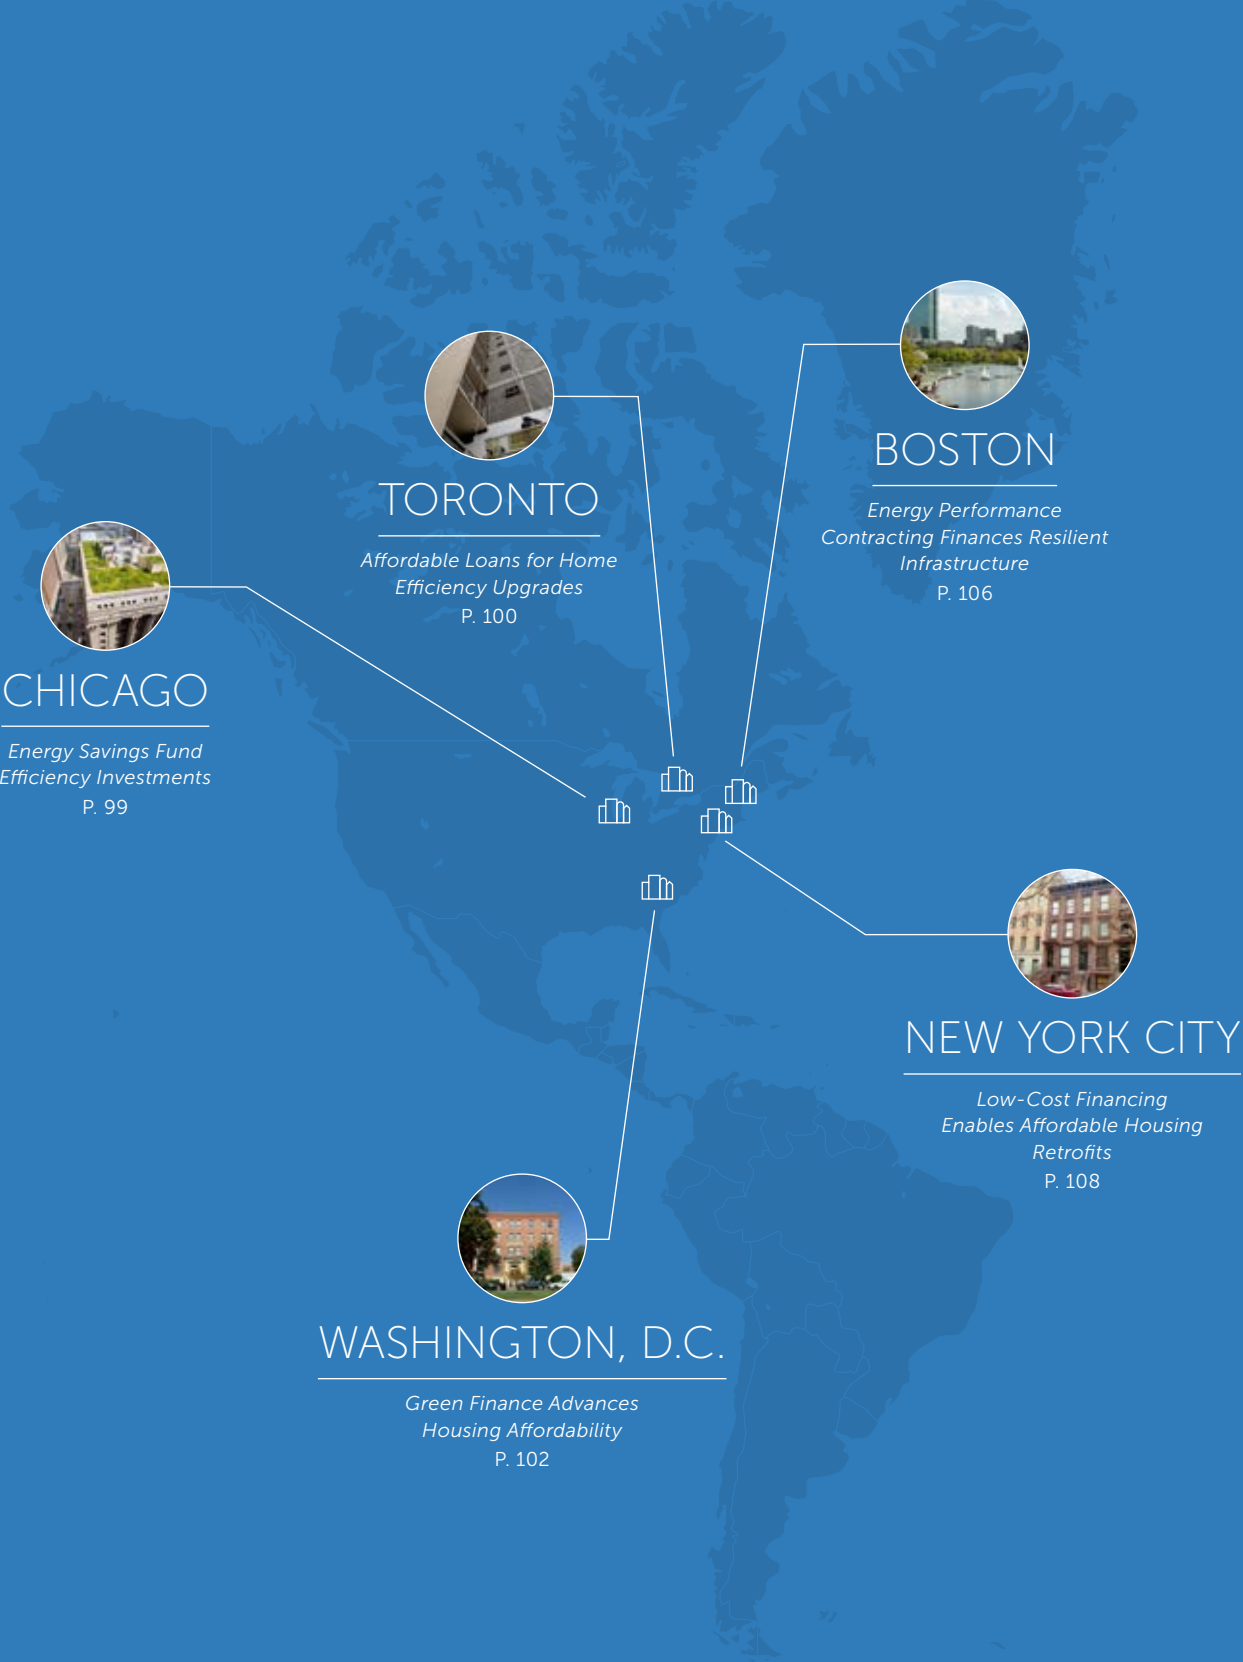 BOSTON
Energy Performance
Contracting Finances Resilient
Infrastructure
P. 106
TORONTO
Affordable Loans for Home
Efficiency Upgrades
P. 100
CHICAGO
Energy Savings Fund
Efficiency Investments
P. 99
NEW YORK CITY
Low-Cost Financing
Enables Affordable Housing
Retrofits
P. 108
WASHINGTON, D.C.
Green Finance Advances
Housing Affordability
P. 102